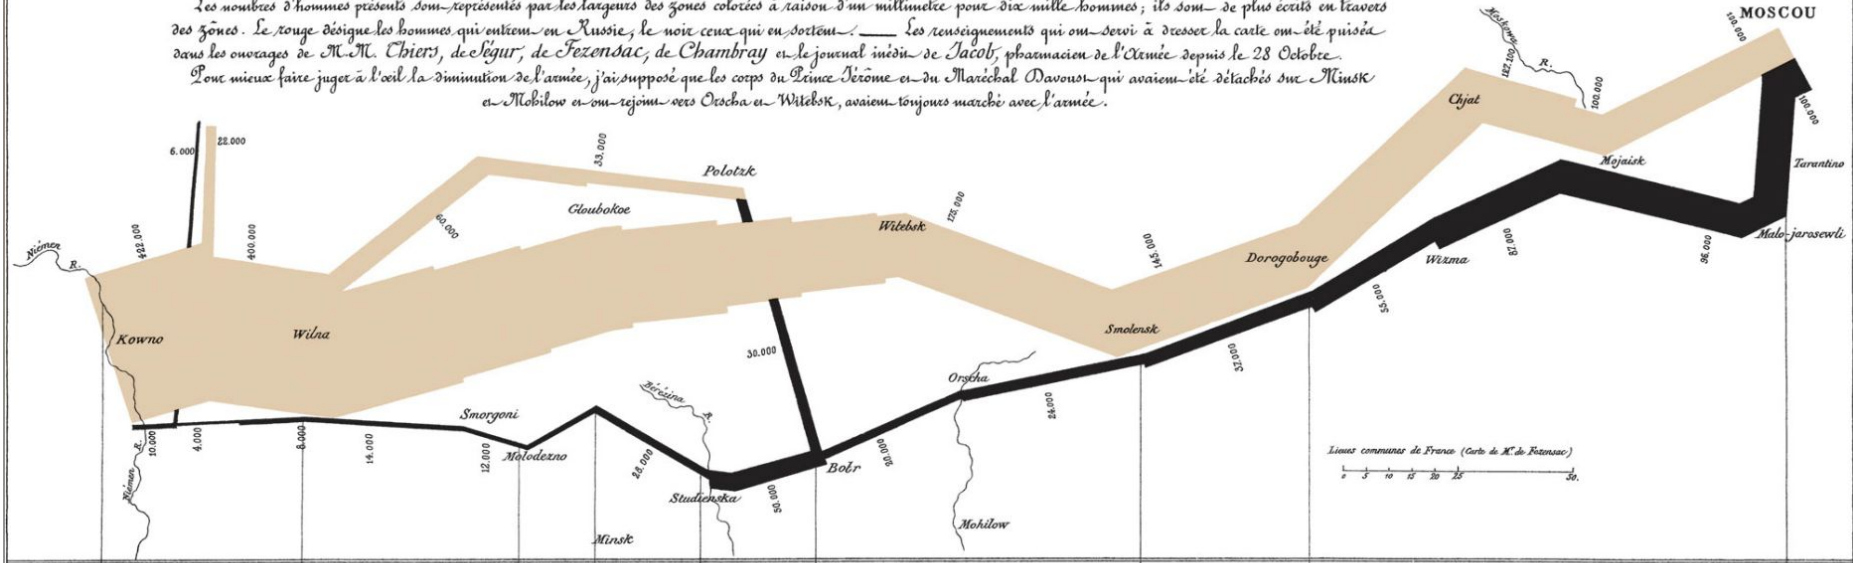 Les nombres d'hommes présents sont représentés par les largeurs des zones colorées à raison d'un millimètre pour dix mille hommes; ils sont de plus écrits en travers
des zônes. Le rouge désigne les hommes qui entrent en Russie, le noir ceux qui en sortent. Les renseignements qui ont servi à dresser la carte ont été puisés
dans les ouvrages de M.M. Thiers, de Ségur, de Fezensac, de Chambray et le journal inédit de Jacob, pharmacien de l'Armée depuis le 28 Octobre.
Pour mieux faire juger à l'œil la diminution de l'armée, j'ai supposé que les corps du Prince Jérôme et du Maréchal Davoust qui avaient été détachés sur Minsk
et Mohilow et ont rejoint vers Orscha et Witebsk, avaient toujours marché avec l'armée.
MOSCOU
100.000
Moskowa R.
127.100
100.000
Chjat
Mojaisk
100.000
Tarantino
Malo-jarosewli
6.000
22.000
33.000
Polotzk
Gloubokoe
60.000
422.000
400.000
Niémen R.
Witebsk
175.000
145.000
Dorogobouge
Wizma
87.000
96.000
55.000
Kowno
Wilna
Smolensk
30.000
37.000
Orscha
24.000
Bérézina R.
Smorgoni
10.000
4.000
8.000
14.000
12.000
Molodezno
28.000
Studienska
50.000
Bobr
20.000
Niémen R.
Minsk
Mohilow
Lieues communes de France (Carte de M. de Fezensac)
0 5 10 15 20 25 50.